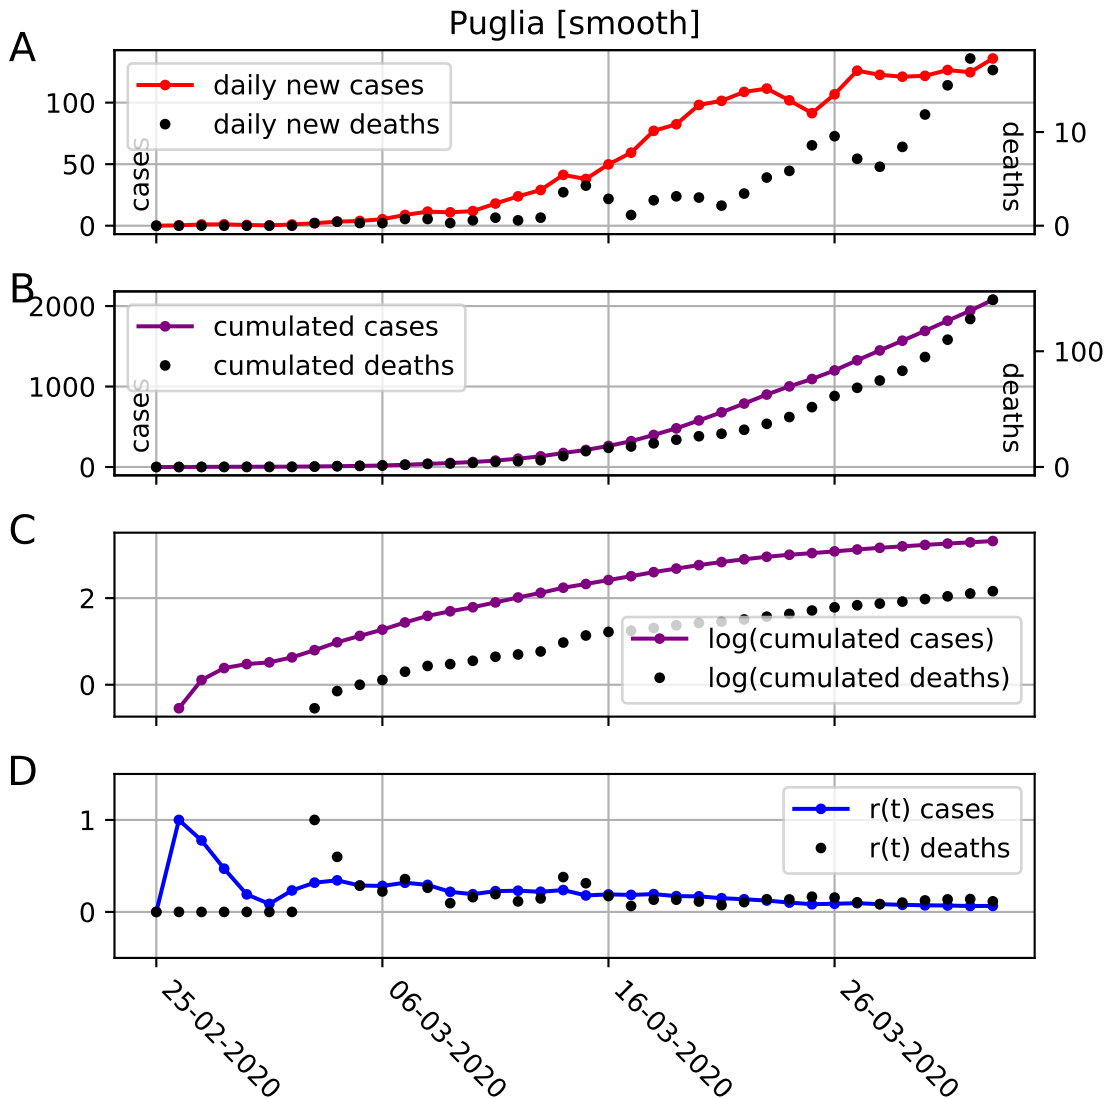 Puglia [smooth]
A
daily new cases
daily new deaths
100
50
0
cases
10
0
deaths
B
cumulated cases
cumulated deaths
2000
1000
0
cases
100
0
deaths
C
2
0
log(cumulated cases)
log(cumulated deaths)
D
1
0
r(t) cases
r(t) deaths
25-02-2020
06-03-2020
16-03-2020
26-03-2020